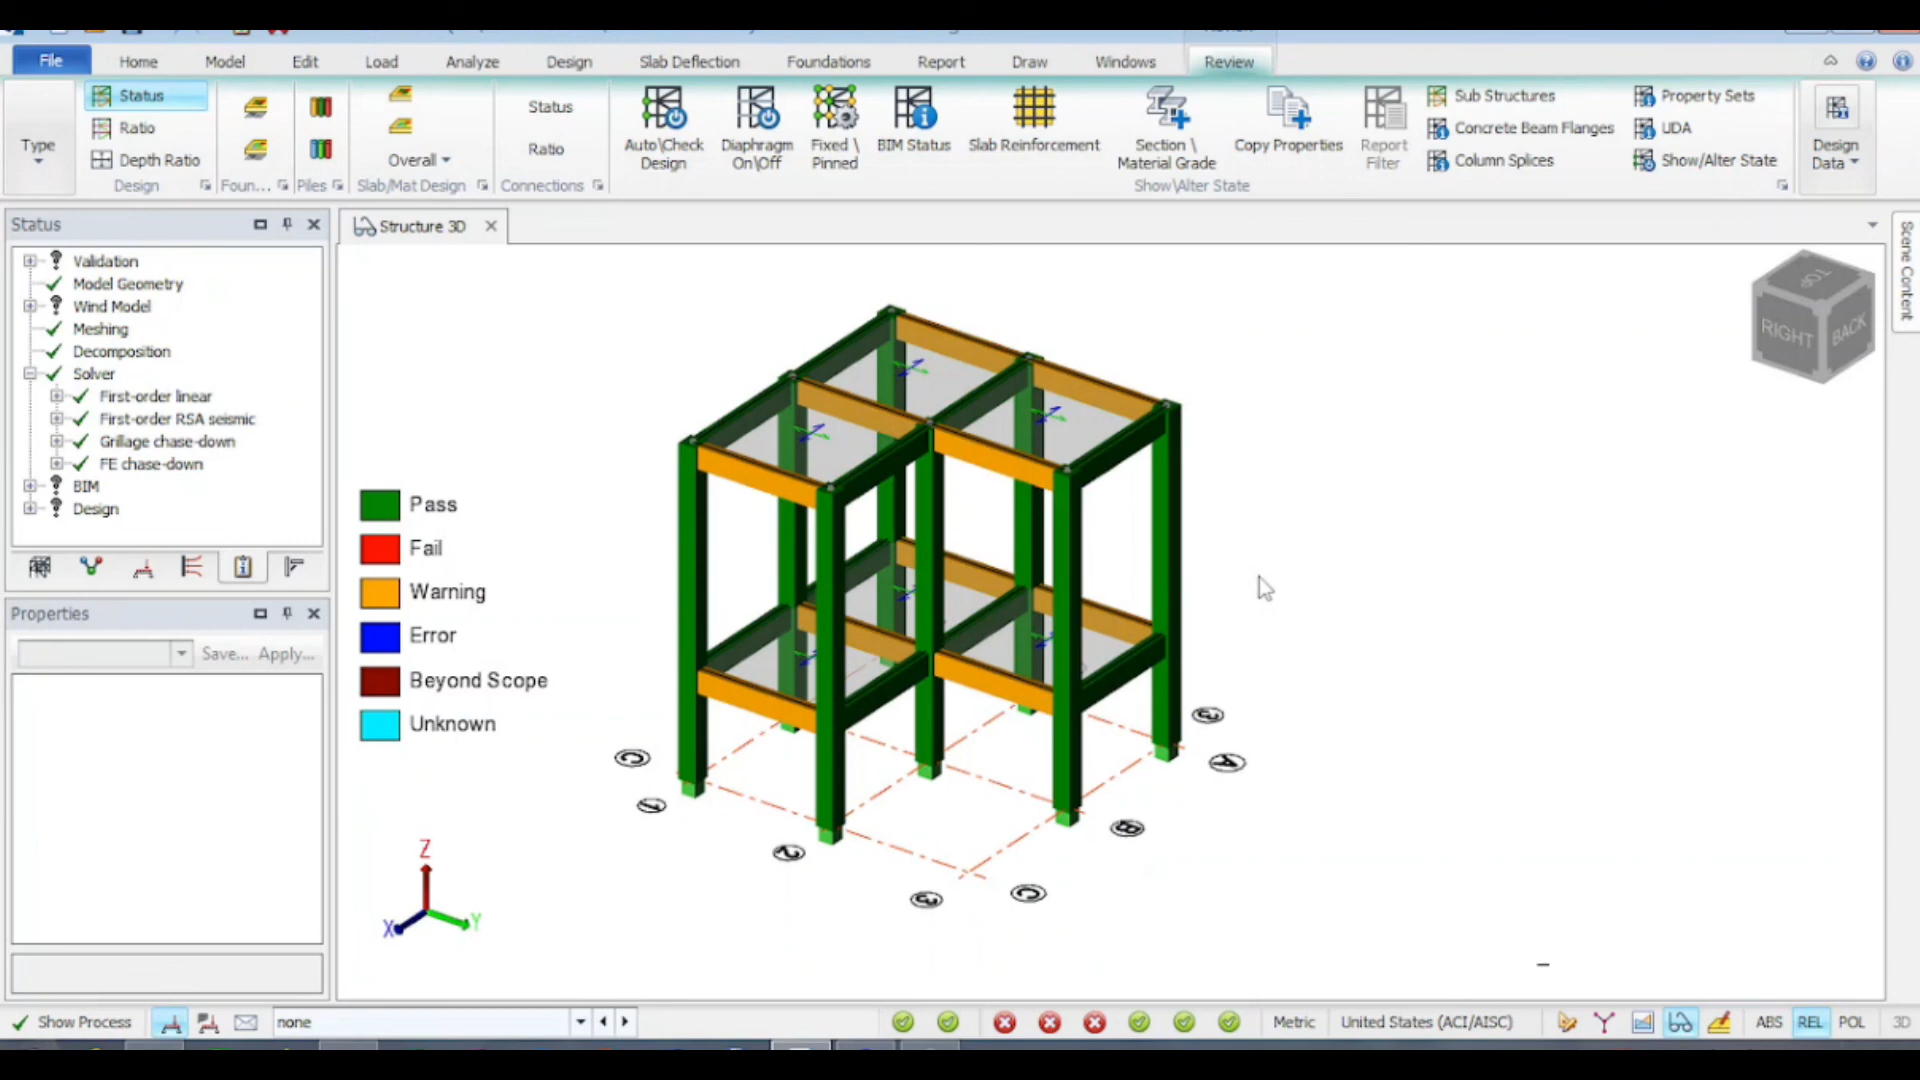 File Home Model Edit Load Analyze Design Slab Deflection Foundations Report Draw Windows Review
Type
Status
Ratio
Depth Ratio
Design
Foun...
Piles
Overall
Slab/Mat Design
Status
Ratio
Connections
Auto\Check Design
Diaphragm On\Off
Fixed \ Pinned
BIM Status
Slab Reinforcement
Section \ Material Grade
Copy Properties
Report Filter
Sub Structures
Concrete Beam Flanges
Column Splices
Property Sets
UDA
Show/Alter State
Show\Alter State
Design Data
Status
Structure 3D
Scene Content
Validation
Model Geometry
Wind Model
Meshing
Decomposition
Solver
First-order linear
First-order RSA seismic
Grillage chase-down
FE chase-down
BIM
Design
Properties
Save... Apply...
Pass
Fail
Warning
Error
Beyond Scope
Unknown
TOP
RIGHT
BACK
C
1
2
3
C
B
A
3
Z
X
Y
Show Process
none
Metric United States (ACI/AISC) ABS REL POL 3D